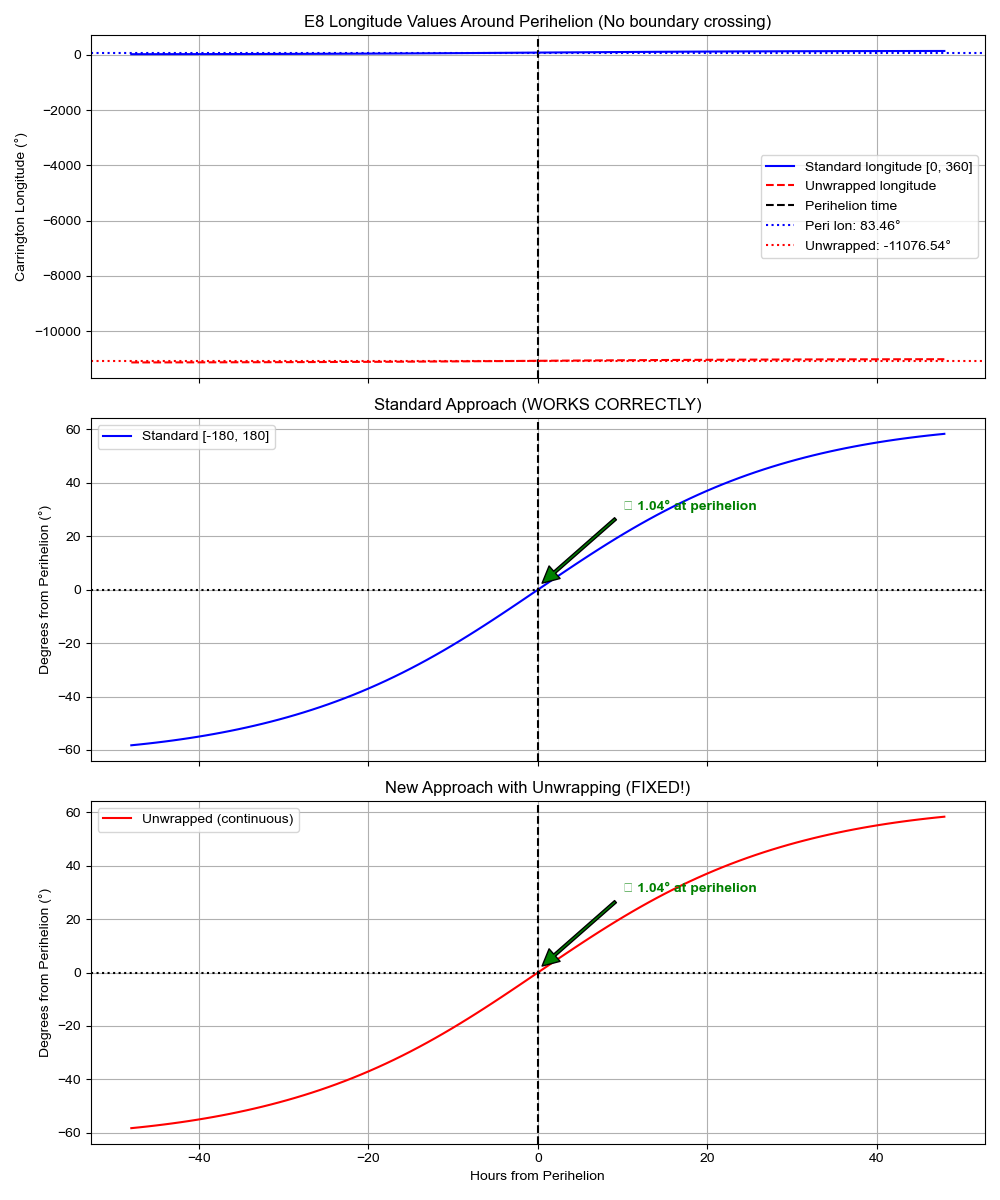 E8 Longitude Values Around Perihelion (No boundary crossing)
0
−2000
−4000
−6000
−8000
−10000
Carrington Longitude (°)
Standard longitude [0, 360]
Unwrapped longitude
Perihelion time
Peri lon: 83.46°
Unwrapped: -11076.54°
Standard Approach (WORKS CORRECTLY)
60
40
20
0
−20
−40
−60
Degrees from Perihelion (°)
Standard [-180, 180]
1.04° at perihelion
New Approach with Unwrapping (FIXED!)
60
40
20
0
−20
−40
−60
Degrees from Perihelion (°)
Unwrapped (continuous)
1.04° at perihelion
−40
−20
0
20
40
Hours from Perihelion